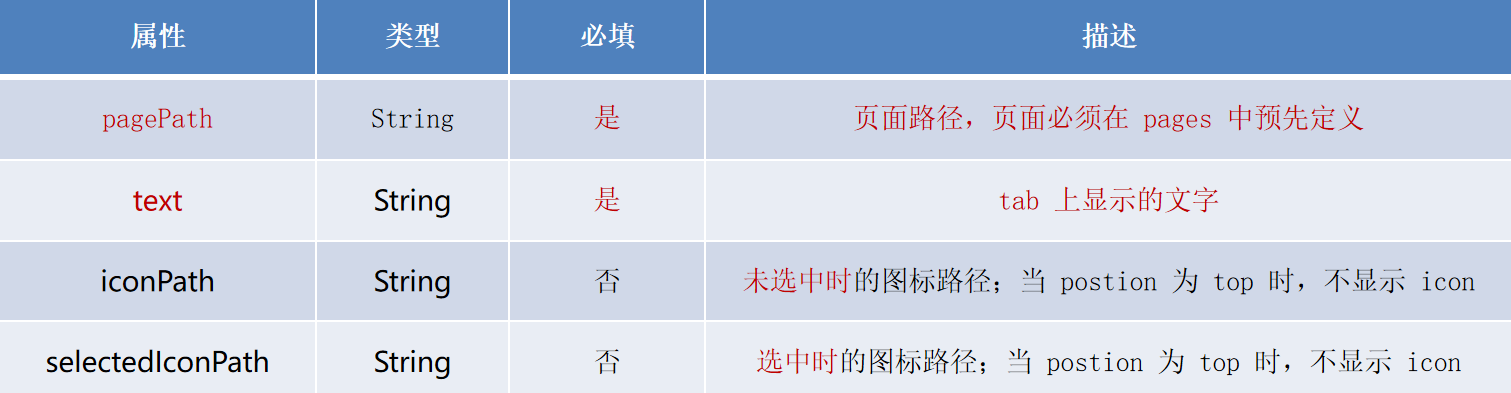 属性 类型 必填 描述
pagePath String 是 页面路径，页面必须在 pages 中预先定义
text String 是 tab 上显示的文字
iconPath String 否 未选中时的图标路径；当 postion 为 top 时，不显示 icon
selectedIconPath String 否 选中时的图标路径；当 postion 为 top 时，不显示 icon